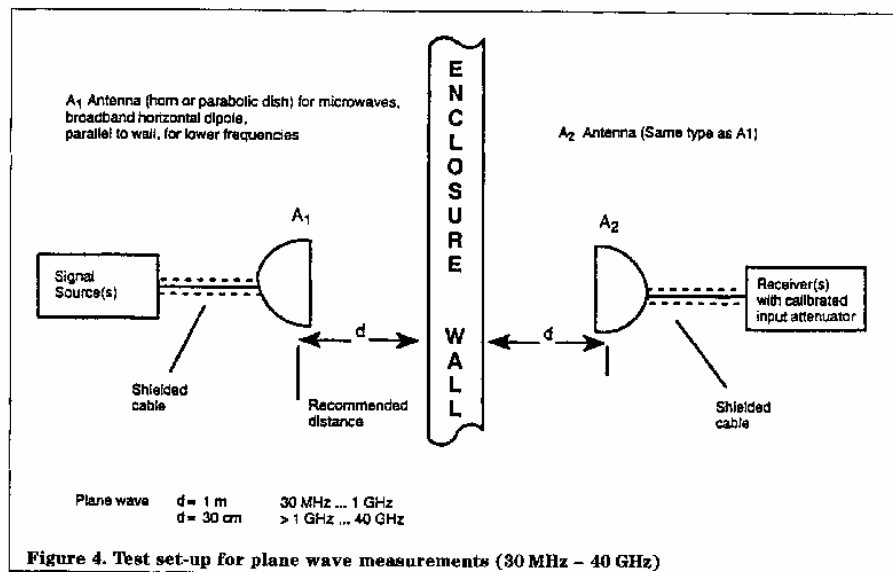 A1 Antenna (horn or parabolic dish) for microwaves,
broadband horizontal dipole,
parallel to wall, for lower frequencies
ENCLOSURE WALL
A2 Antenna (Same type as A1)
A1
A2
Signal
Source(s)
Receiver(s)
with calibrated
input attenuator
d
d
Shielded
cable
Recommended
distance
Shielded
cable
Plane wave d = 1 m 30 MHz ... 1 GHz
d = 30 cm > 1 GHz ... 40 GHz
Figure 4. Test set-up for plane wave measurements (30 MHz – 40 GHz)